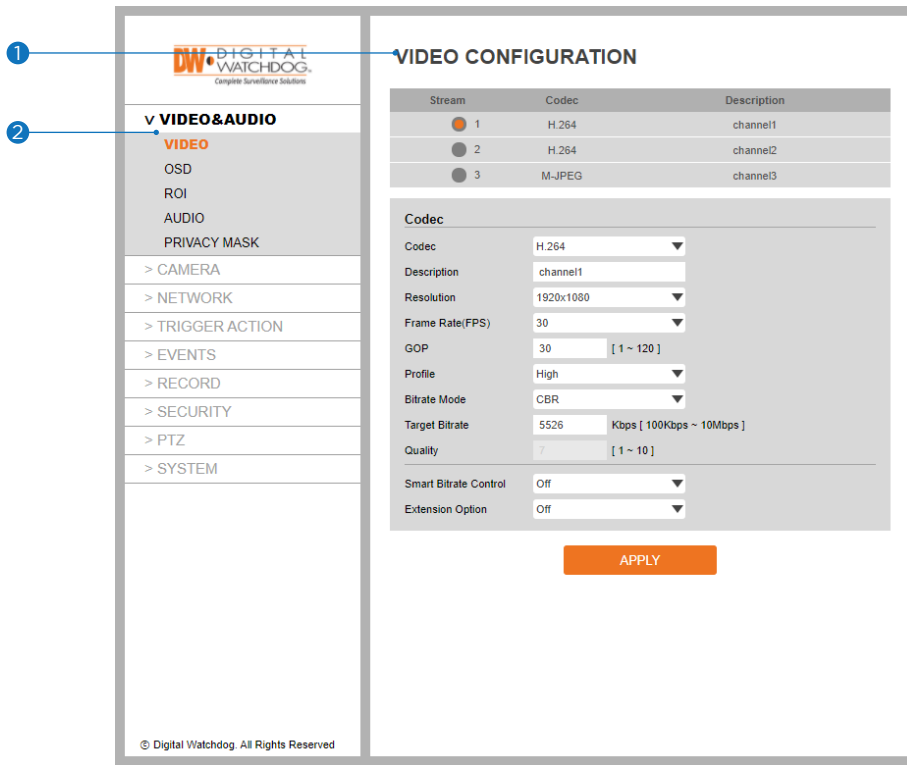 1
2
DW DIGITAL
WATCHDOG®
Complete Surveillance Solutions
v VIDEO&AUDIO
VIDEO
OSD
ROI
AUDIO
PRIVACY MASK
> CAMERA
> NETWORK
> TRIGGER ACTION
> EVENTS
> RECORD
> SECURITY
> PTZ
> SYSTEM
© Digital Watchdog. All Rights Reserved
VIDEO CONFIGURATION
Stream Codec Description
1 H.264 channel1
2 H.264 channel2
3 M-JPEG channel3
Codec
Codec H.264
Description channel1
Resolution 1920x1080
Frame Rate(FPS) 30
GOP 30 [ 1 ~ 120 ]
Profile High
Bitrate Mode CBR
Target Bitrate 5526 Kbps [ 100Kbps ~ 10Mbps ]
Quality 7 [ 1 ~ 10 ]
Smart Bitrate Control Off
Extension Option Off
APPLY